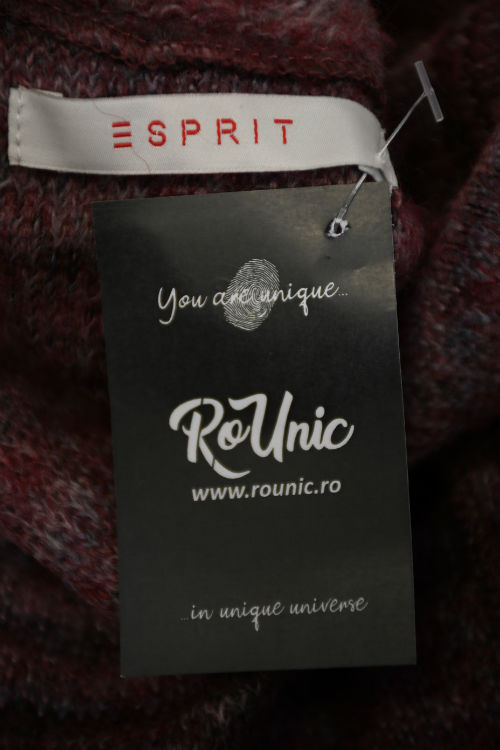 ESPRIT
You are unique...
RoUnic
www.rounic.ro
...in unique universe